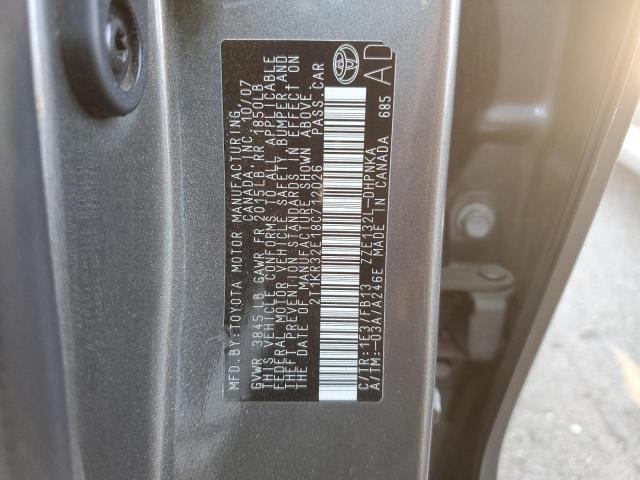 MFD.BY:TOYOTA MOTOR MANUFACTURING,
CANADA, INC. 10/07
GVWR 3845LB GAWR FR 2015LB RR 1850LB
THIS VEHICLE CONFORMS TO ALL APPLICABLE
FEDERAL MOTOR VEHICLE SAFETY, BUMPER, AND
THEFT PREVENTION STANDARDS IN EFFECT ON
THE DATE OF MANUFACTURE SHOWN ABOVE.
2T1KR32E18C712026 PASS.CAR
C/TR:1E3/FB13 ZZE132L-DHPNKA
A/TM:-03A/A246E MADE IN CANADA 685
AD